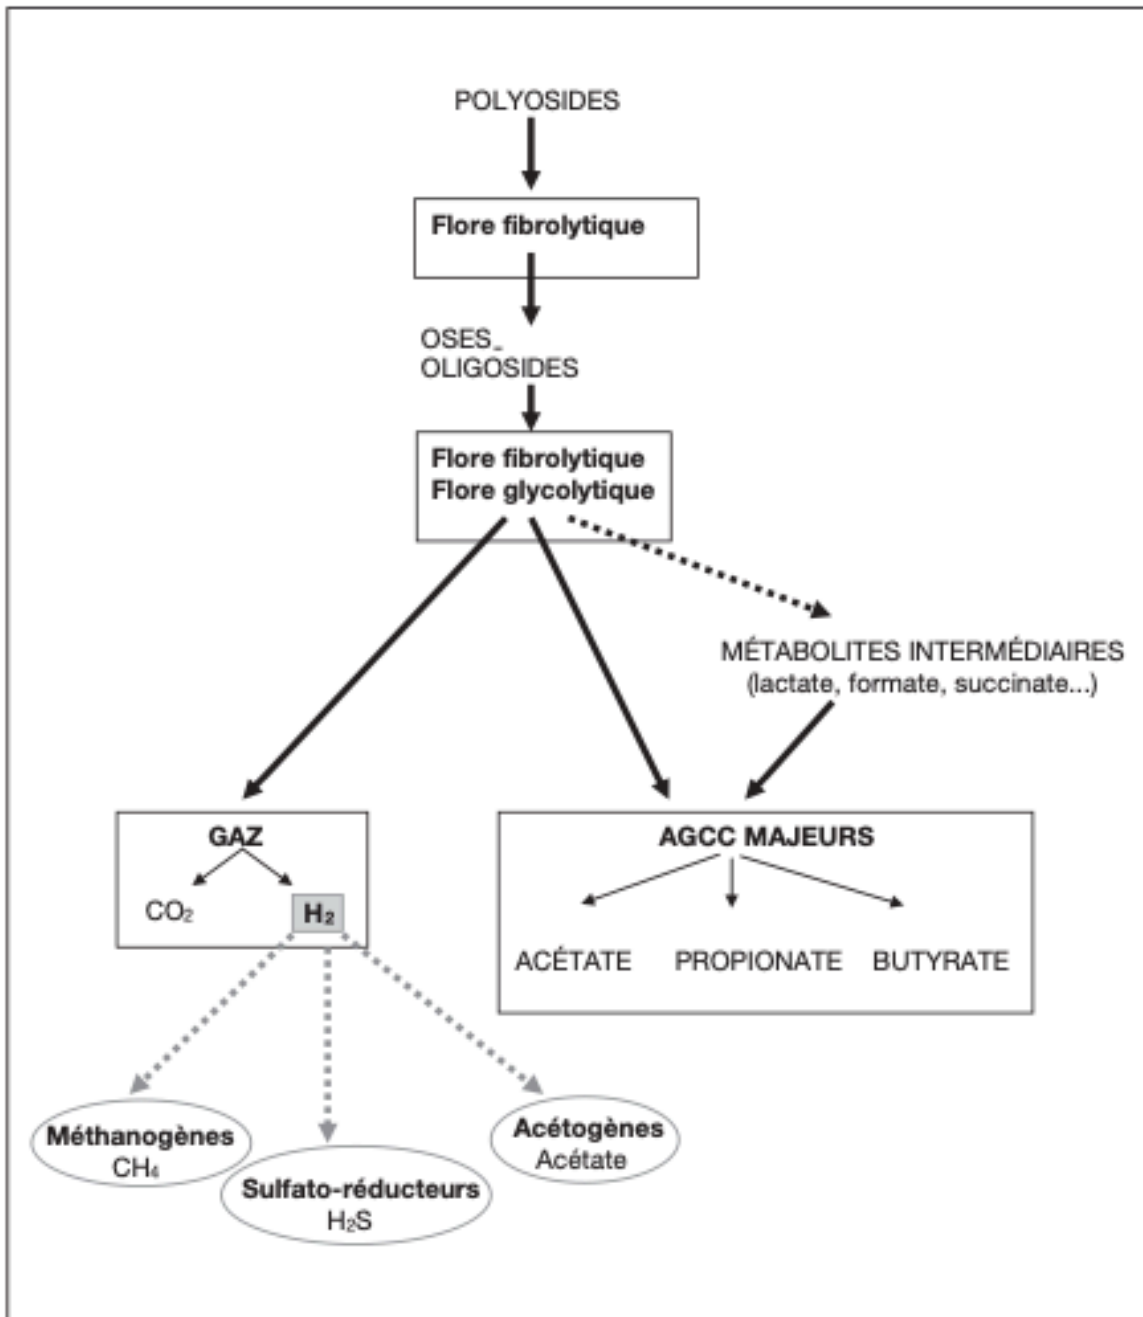 POLYOSIDES
Flore fibrolytique
OSES_
OLIGOSIDES
Flore fibrolytique
Flore glycolytique
MÉTABOLITES INTERMÉDIAIRES
(lactate, formate, succinate...)
GAZ
CO₂
H₂
AGCC MAJEURS
ACÉTATE PROPIONATE BUTYRATE
Méthanogènes
CH₄
Sulfato-réducteurs
H₂S
Acétogènes
Acétate